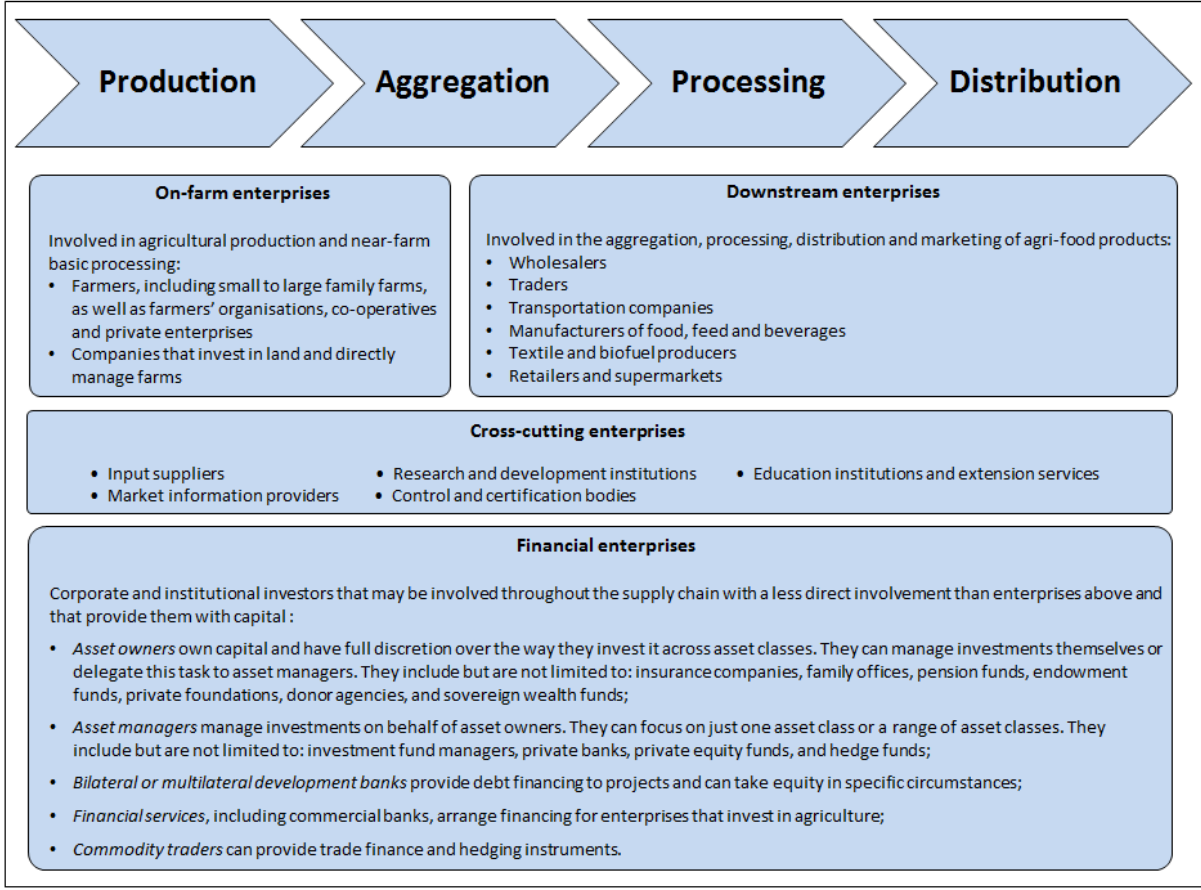 Production
Aggregation
Processing
Distribution
On-farm enterprises
Involved in agricultural production and near-farm
basic processing:
• Farmers, including small to large family farms,
as well as farmers’ organisations, co-operatives
and private enterprises
• Companies that invest in land and directly
manage farms
Downstream enterprises
Involved in the aggregation, processing, distribution and marketing of agri-food products:
• Wholesalers
• Traders
• Transportation companies
• Manufacturers of food, feed and beverages
• Textile and biofuel producers
• Retailers and supermarkets
Cross-cutting enterprises
• Input suppliers
• Market information providers
• Research and development institutions
• Control and certification bodies
• Education institutions and extension services
Financial enterprises
Corporate and institutional investors that may be involved throughout the supply chain with a less direct involvement than enterprises above and
that provide them with capital :
• Asset owners own capital and have full discretion over the way they invest it across asset classes. They can manage investments themselves or
delegate this task to asset managers. They include but are not limited to: insurance companies, family offices, pension funds, endowment
funds, private foundations, donor agencies, and sovereign wealth funds;
• Asset managers manage investments on behalf of asset owners. They can focus on just one asset class or a range of asset classes. They
include but are not limited to: investment fund managers, private banks, private equity funds, and hedge funds;
• Bilateral or multilateral development banks provide debt financing to projects and can take equity in specific circumstances;
• Financial services, including commercial banks, arrange financing for enterprises that invest in agriculture;
• Commodity traders can provide trade finance and hedging instruments.